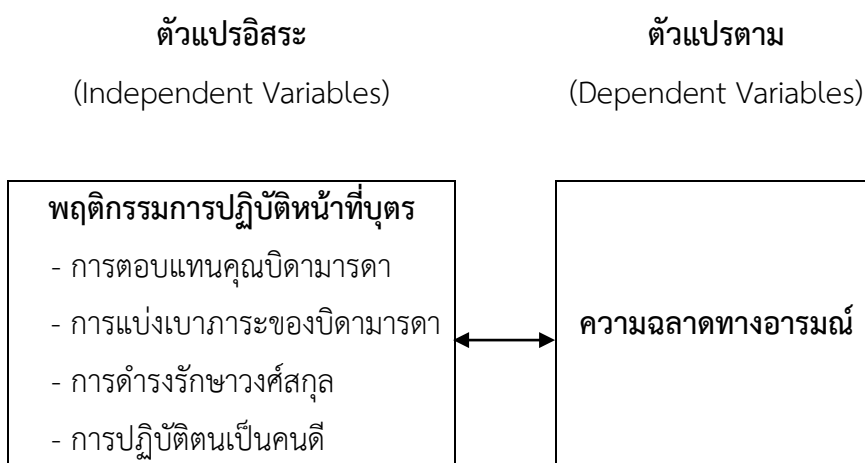 ตัวแปรอิสระ
(Independent Variables)
ตัวแปรตาม
(Dependent Variables)
พฤติกรรมการปฏิบัติหน้าที่บุตร
- การตอบแทนคุณบิดามารดา
- การแบ่งเบาภาระของบิดามารดา
- การดำรงรักษาวงศ์สกุล
- การปฏิบัติตนเป็นคนดี
ความฉลาดทางอารมณ์